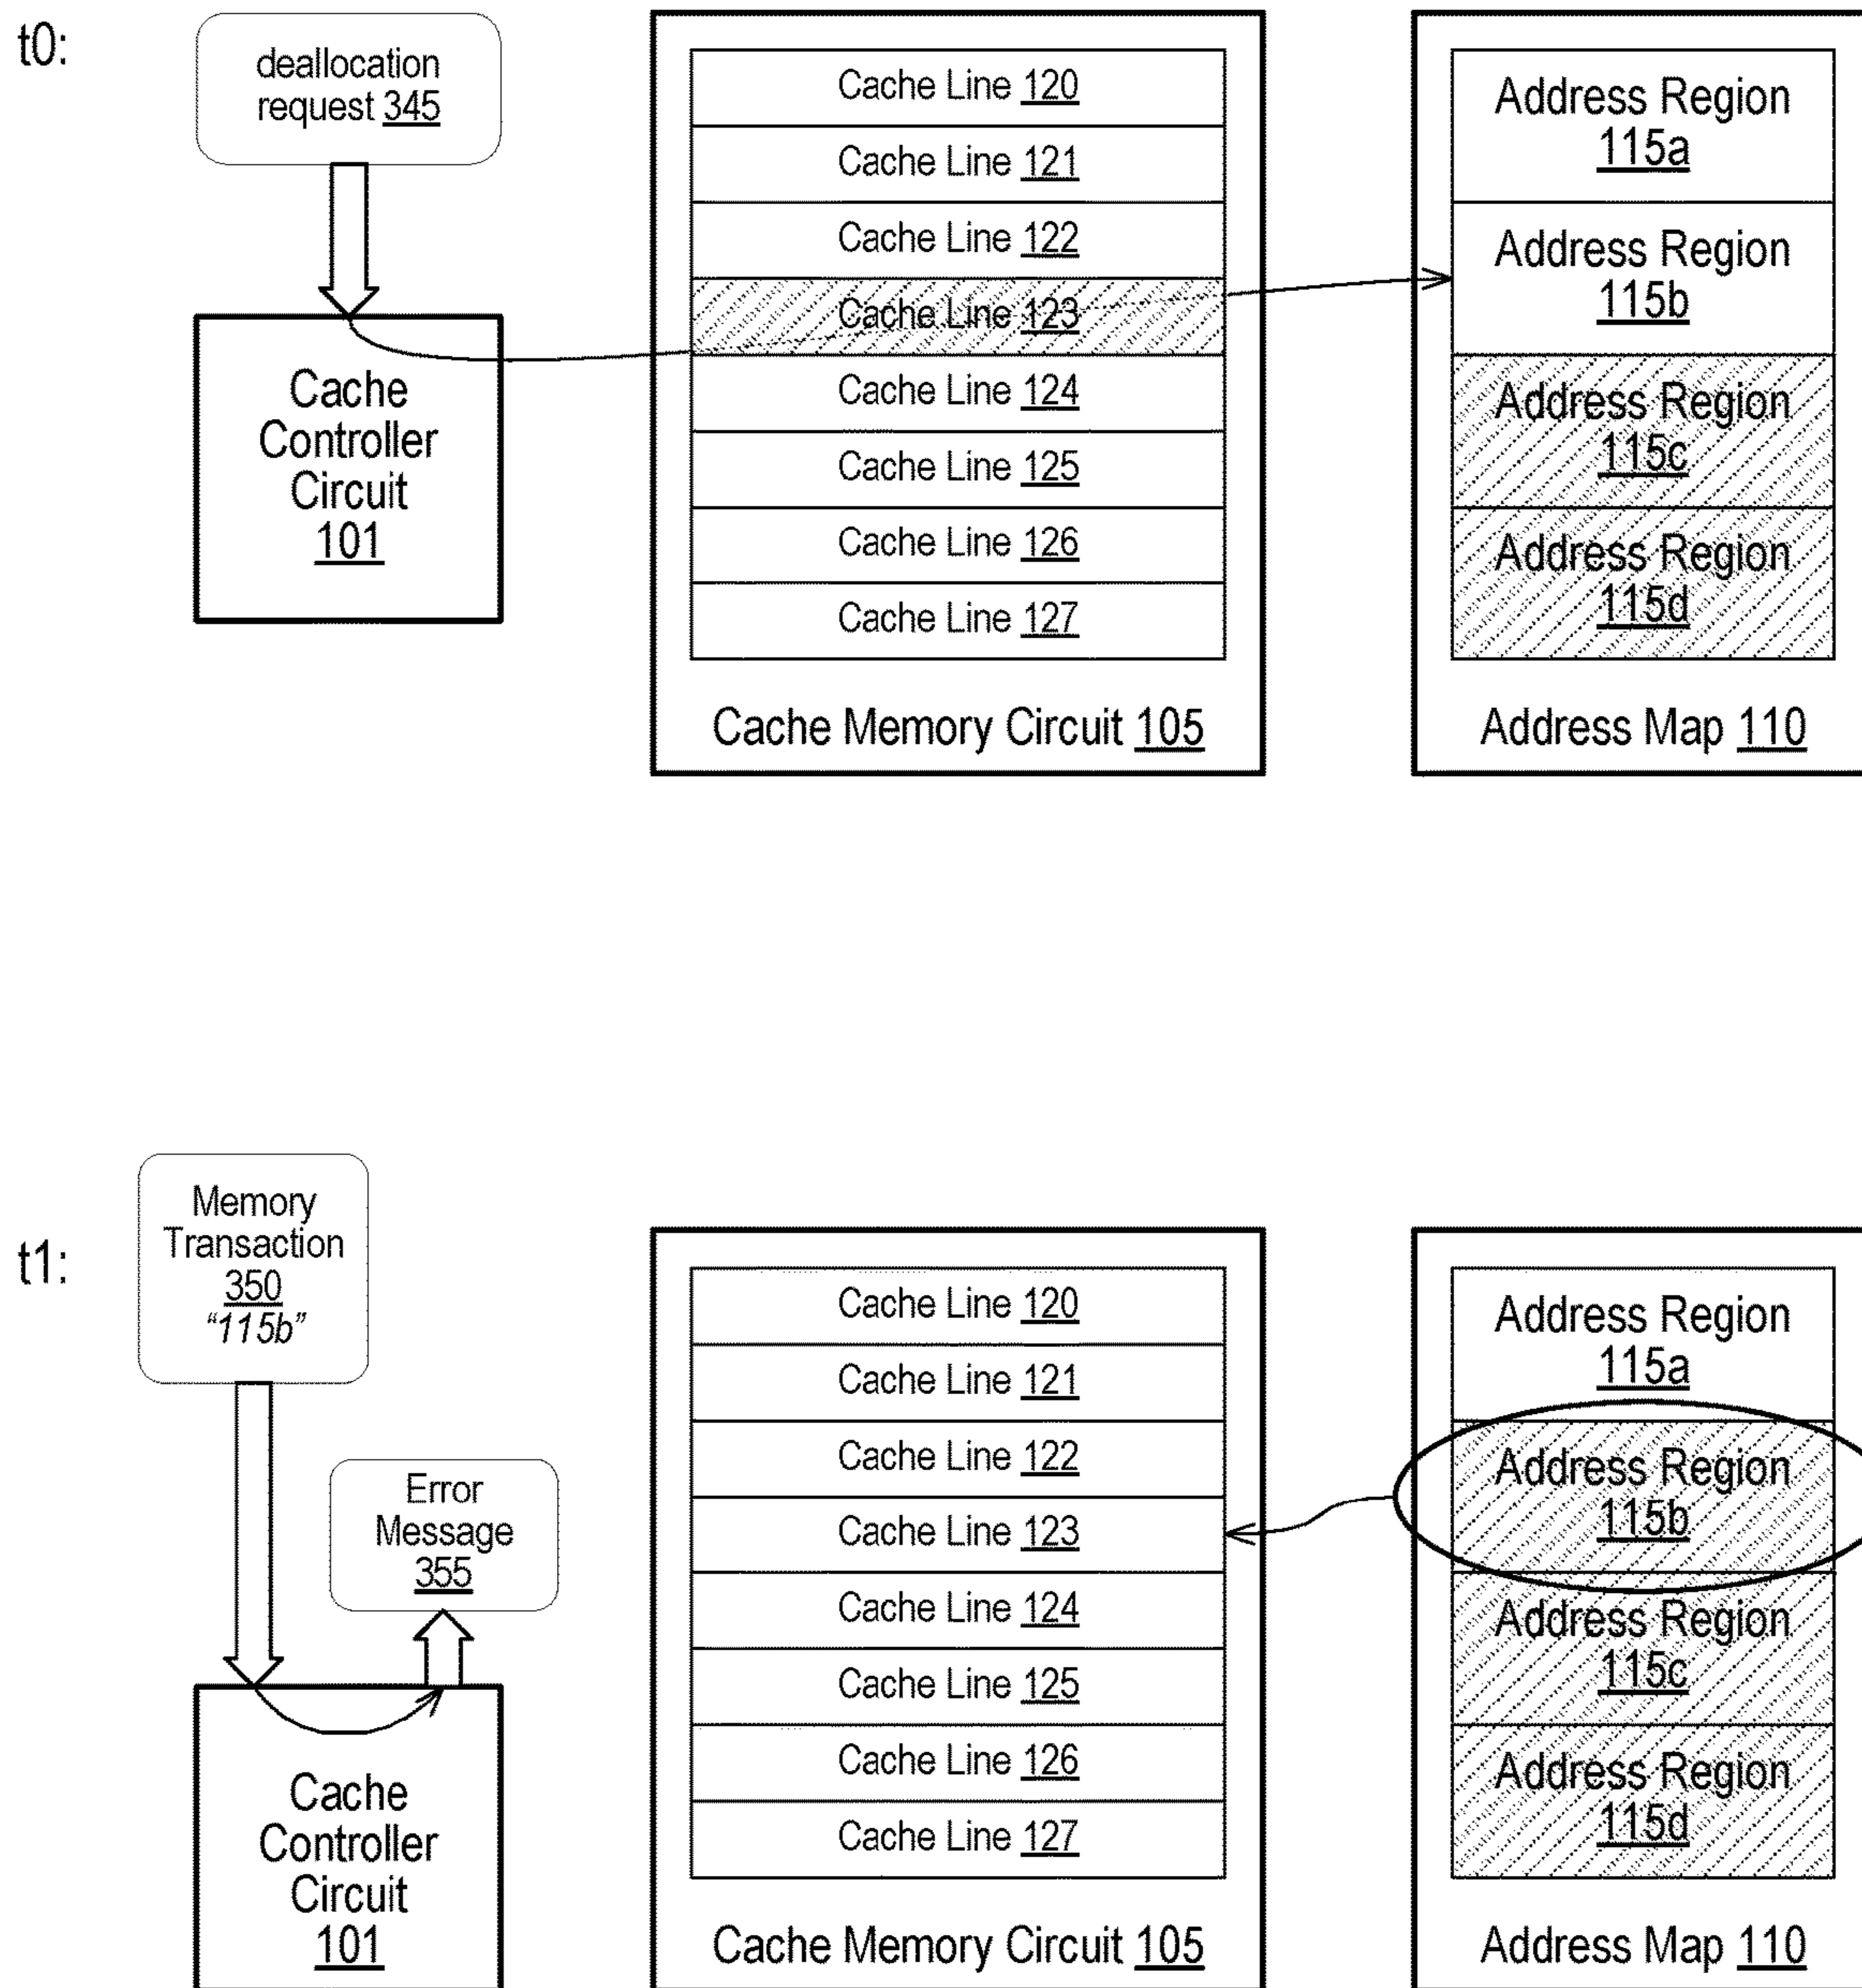 t0:
deallocation
request 345
Cache
Controller
Circuit
101
Cache Line 120
Cache Line 121
Cache Line 122
Cache Line 123
Cache Line 124
Cache Line 125
Cache Line 126
Cache Line 127
Cache Memory Circuit 105
Address Region
115a
Address Region
115b
Address Region
115c
Address Region
115d
Address Map 110
t1:
Memory
Transaction
350
“115b”
Error
Message
355
Cache
Controller
Circuit
101
Cache Line 120
Cache Line 121
Cache Line 122
Cache Line 123
Cache Line 124
Cache Line 125
Cache Line 126
Cache Line 127
Cache Memory Circuit 105
Address Region
115a
Address Region
115b
Address Region
115c
Address Region
115d
Address Map 110